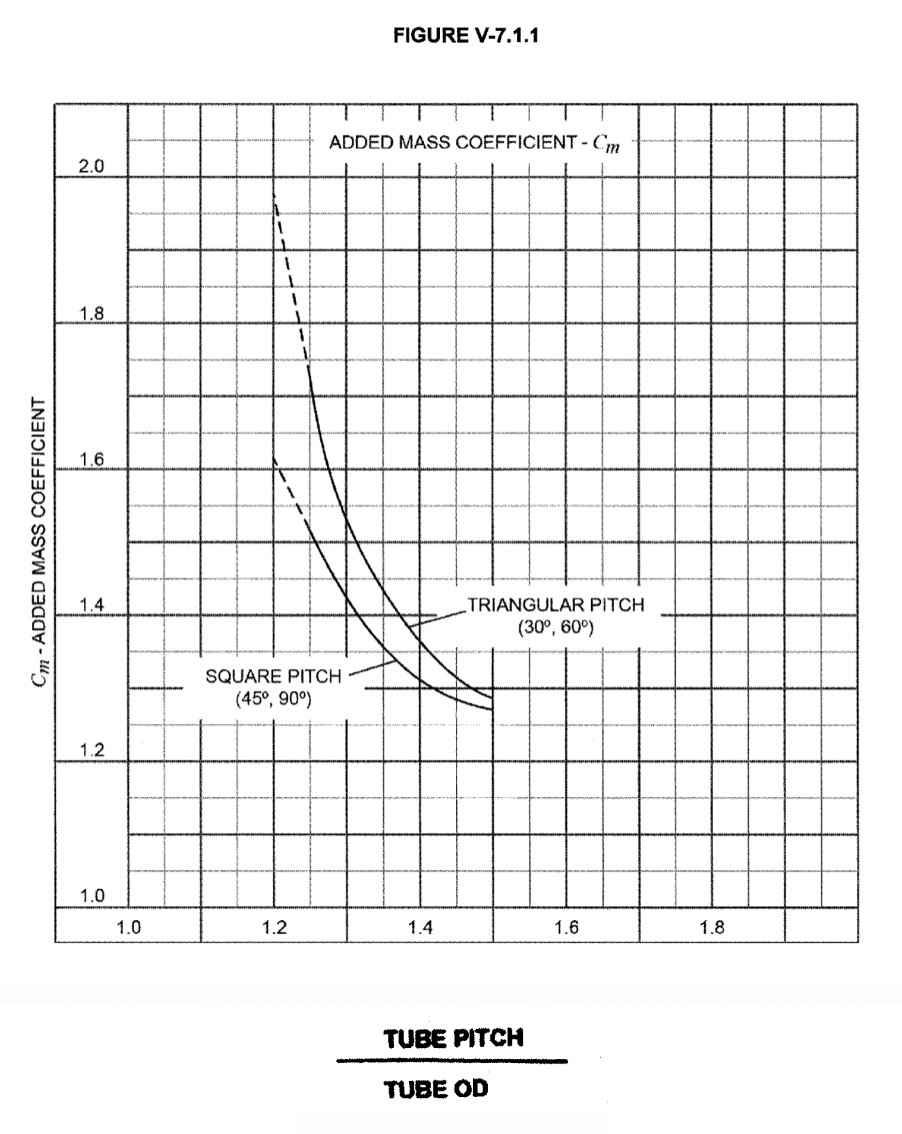 FIGURE V-7.1.1
ADDED MASS COEFFICIENT - Cm
2.0
1.8
1.6
1.4
1.2
1.0
Cm - ADDED MASS COEFFICIENT
TRIANGULAR PITCH
(30º, 60º)
SQUARE PITCH
(45º, 90º)
1.0 1.2 1.4 1.6 1.8
TUBE PITCH
TUBE OD